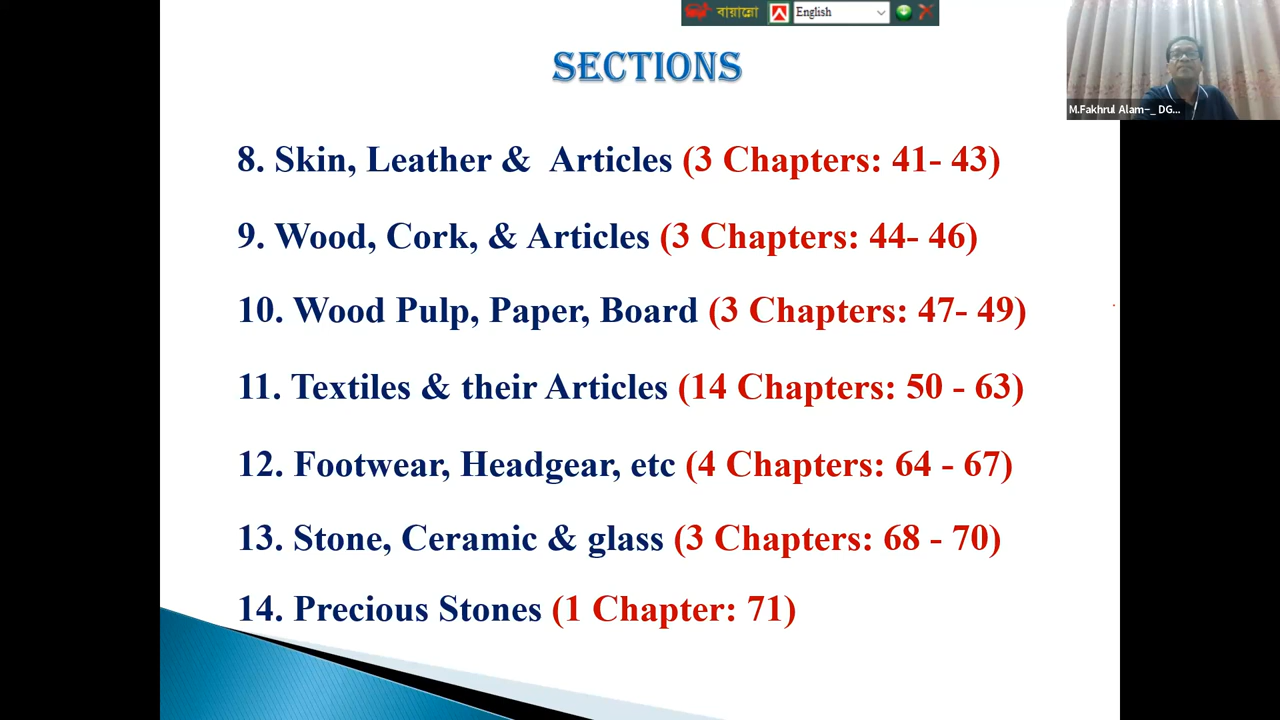 বায়ান্নো English
M.Fakhrul Alam-_ DG...
SECTIONS
8. Skin, Leather & Articles (3 Chapters: 41- 43)
9. Wood, Cork, & Articles (3 Chapters: 44- 46)
10. Wood Pulp, Paper, Board (3 Chapters: 47- 49)
11. Textiles & their Articles (14 Chapters: 50 - 63)
12. Footwear, Headgear, etc (4 Chapters: 64 - 67)
13. Stone, Ceramic & glass (3 Chapters: 68 - 70)
14. Precious Stones (1 Chapter: 71)